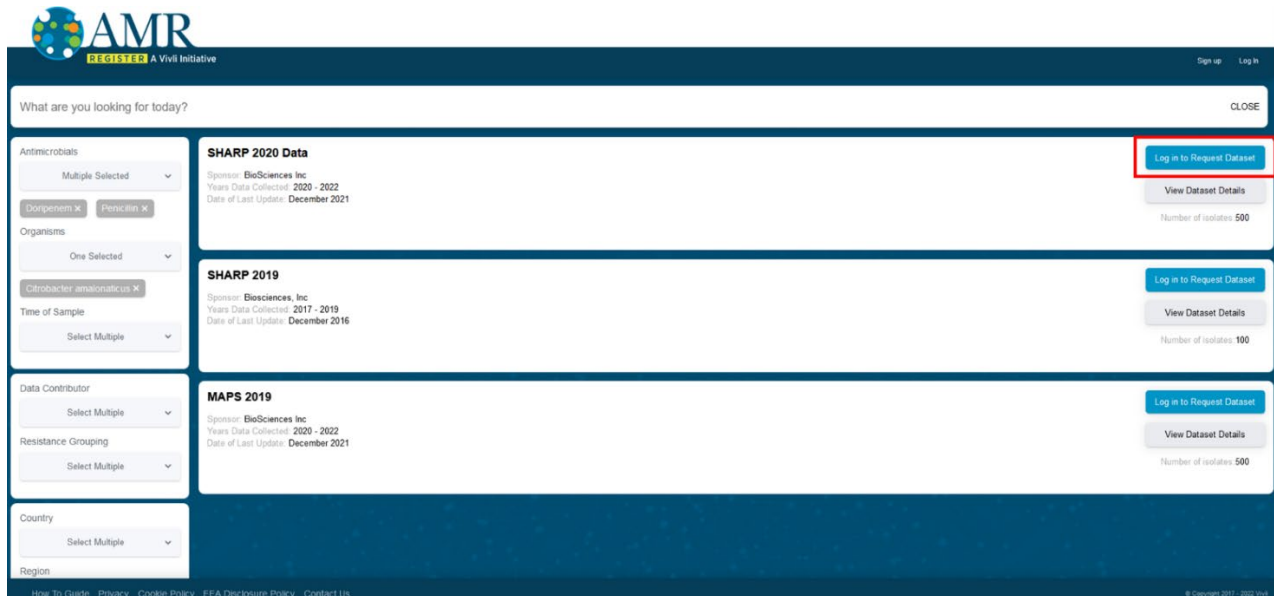 AMR
REGISTER A Vivli Initiative
Sign up Log In
What are you looking for today?
CLOSE
Antimicrobials
Multiple Selected
Doripenem × Penicillin ×
Organisms
One Selected
Citrobacter amalonaticus ×
Time of Sample
Select Multiple
Data Contributor
Select Multiple
Resistance Grouping
Select Multiple
Country
Select Multiple
Region
SHARP 2020 Data
Sponsor: BioSciences Inc
Years Data Collected: 2020 - 2022
Date of Last Update: December 2021
Log in to Request Dataset
View Dataset Details
Number of isolates: 500
SHARP 2019
Sponsor: Biosciences, Inc
Years Data Collected: 2017 - 2019
Date of Last Update: December 2016
Log in to Request Dataset
View Dataset Details
Number of isolates: 100
MAPS 2019
Sponsor: BioSciences Inc
Years Data Collected: 2020 - 2022
Date of Last Update: December 2021
Log in to Request Dataset
View Dataset Details
Number of isolates: 500
How To Guide Privacy Cookie Policy EEA Disclosure Policy Contact Us
© Copyright 2017 - 2022 Vivli